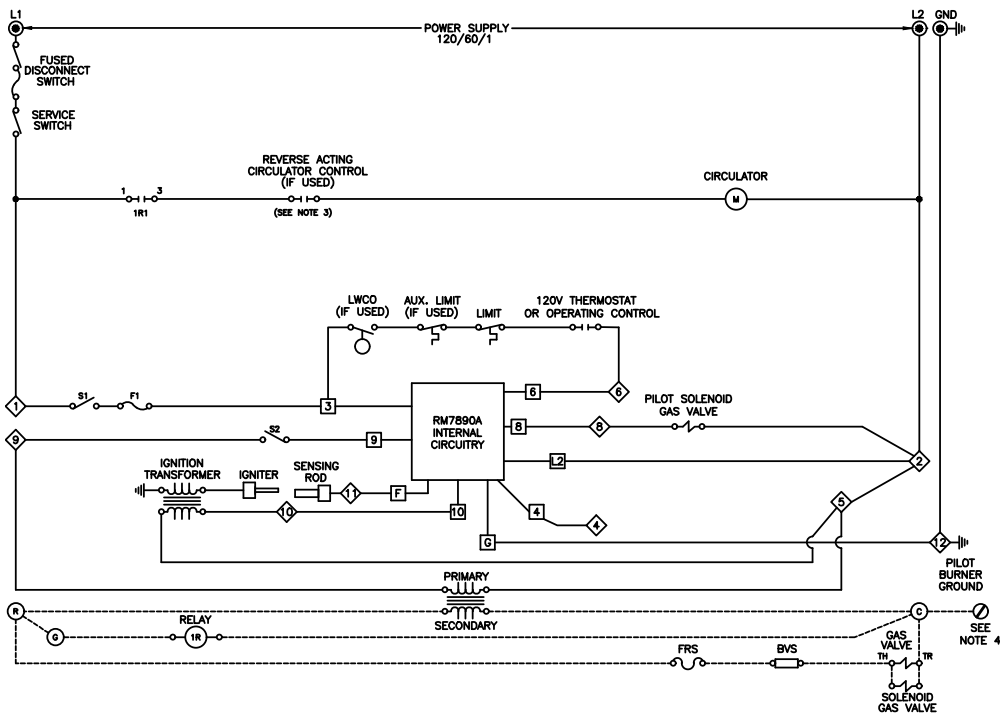 L1
L2 GND
POWER SUPPLY
120/60/1
FUSED
DISCONNECT
SWITCH
SERVICE
SWITCH
REVERSE ACTING
CIRCULATOR CONTROL
(IF USED)
1 3
1R1
(SEE NOTE 3)
CIRCULATOR
M
LWCO
(IF USED)
AUX. LIMIT
(IF USED)
LIMIT
120V THERMOSTAT
OR OPERATING CONTROL
1
S1
F1
3
6
6
PILOT SOLENOID
GAS VALVE
RM7890A
INTERNAL
CIRCUITRY
8
8
9
S2
9
L2
2
IGNITION
TRANSFORMER
IGNITER
SENSING
ROD
11
F
10
10
4
4
5
G
12
PILOT
BURNER
GROUND
PRIMARY
SECONDARY
R
G
RELAY
1R
C
SEE
NOTE 4
FRS
BVS
GAS
VALVE
TH
TR
SOLENOID
GAS VALVE